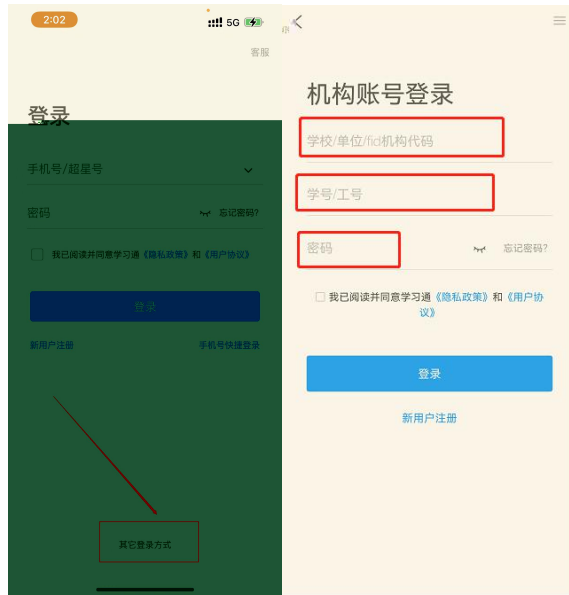 2:02
5G
客服
登录
手机号/超星号
密码
忘记密码?
我已阅读并同意学习通《隐私政策》和《用户协议》
登录
新用户注册
手机号快捷登录
其它登录方式
机构账号登录
学校/单位/fid机构代码
学号/工号
密码
忘记密码?
我已阅读并同意学习通《隐私政策》和《用户协
议》
登录
新用户注册